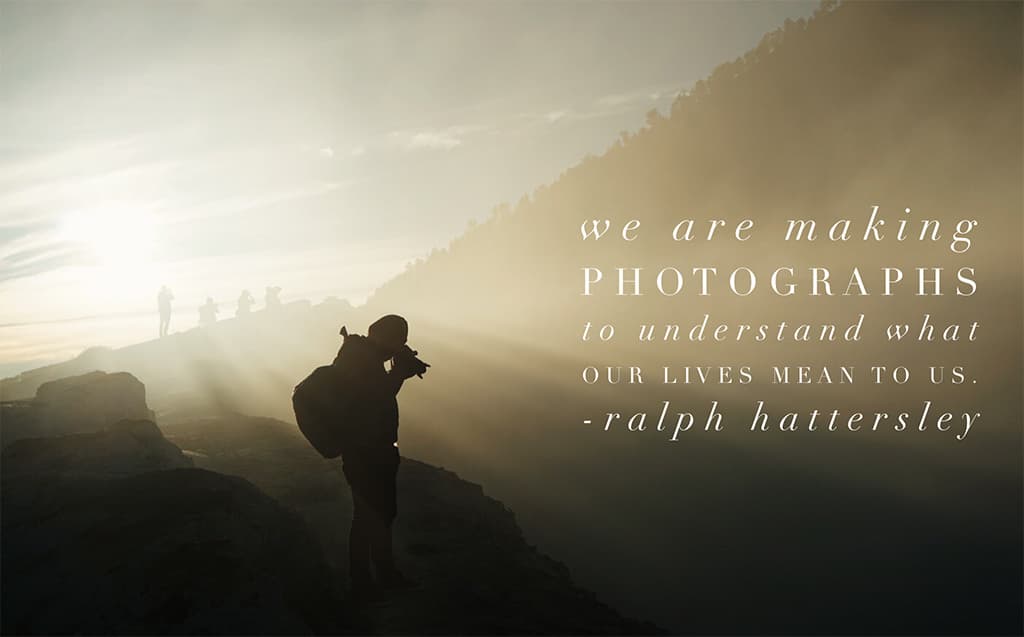 we are making
PHOTOGRAPHS
to understand what
OUR LIVES MEAN TO US.
-ralph hattersley